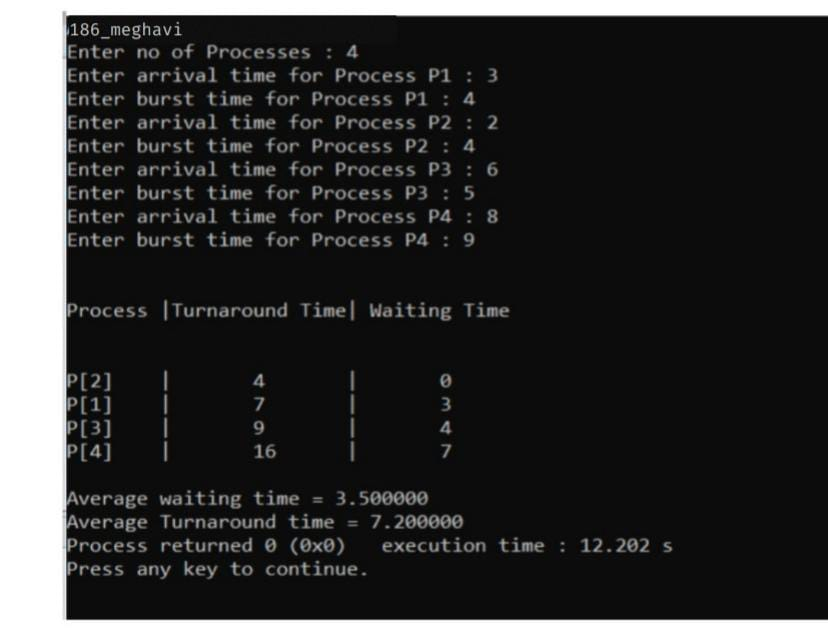 186_meghavi
Enter no of Processes : 4
Enter arrival time for Process P1 : 3
Enter burst time for Process P1 : 4
Enter arrival time for Process P2 : 2
Enter burst time for Process P2 : 4
Enter arrival time for Process P3 : 6
Enter burst time for Process P3 : 5
Enter arrival time for Process P4 : 8
Enter burst time for Process P4 : 9
Process |Turnaround Time| Waiting Time
P[2] | 4 | 0
P[1] | 7 | 3
P[3] | 9 | 4
P[4] | 16 | 7
Average waiting time = 3.500000
Average Turnaround time = 7.200000
Process returned 0 (0x0) execution time : 12.202 s
Press any key to continue.